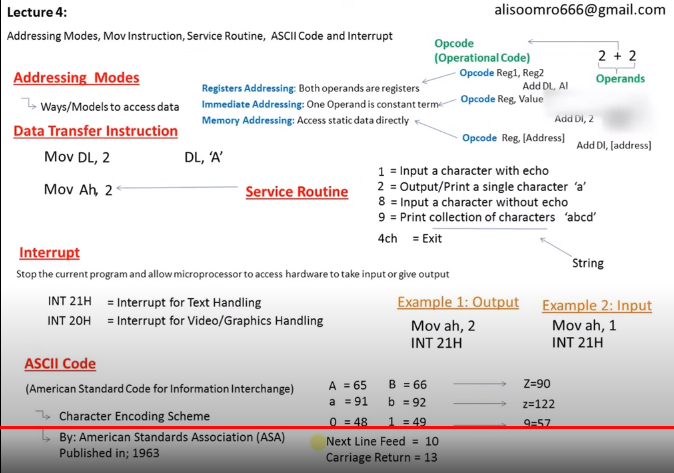 Lecture 4:
alisoomro666@gmail.com
Addressing Modes, Mov Instruction, Service Routine, ASCII Code and Interrupt
Opcode
(Operational Code)
2 + 2
Operands
Addressing Modes
Ways/Models to access data
Registers Addressing: Both operands are registers
Opcode Reg1, Reg2
Add DL, Al
Immediate Addressing: One Operand is constant term
Opcode Reg, Value
Add Dl, 2
Memory Addressing: Access static data directly
Opcode Reg, [Address]
Add Dl, [address]
Data Transfer Instruction
Mov DL, 2 DL, ‘A’
Mov Ah, 2
Service Routine
1 = Input a character with echo
2 = Output/Print a single character ‘a’
8 = Input a character without echo
9 = Print collection of characters ‘abcd’
4ch = Exit
String
Interrupt
Stop the current program and allow microprocessor to access hardware to take input or give output
INT 21H = Interrupt for Text Handling
INT 20H = Interrupt for Video/Graphics Handling
Example 1: Output
Mov ah, 2
INT 21H
Example 2: Input
Mov ah, 1
INT 21H
ASCII Code
(American Standard Code for Information Interchange)
Character Encoding Scheme
By: American Standards Association (ASA)
Published in; 1963
A = 65 B = 66 Z=90
a = 91 b = 92 z=122
0 = 48 1 = 49 9=57
Next Line Feed = 10
Carriage Return = 13